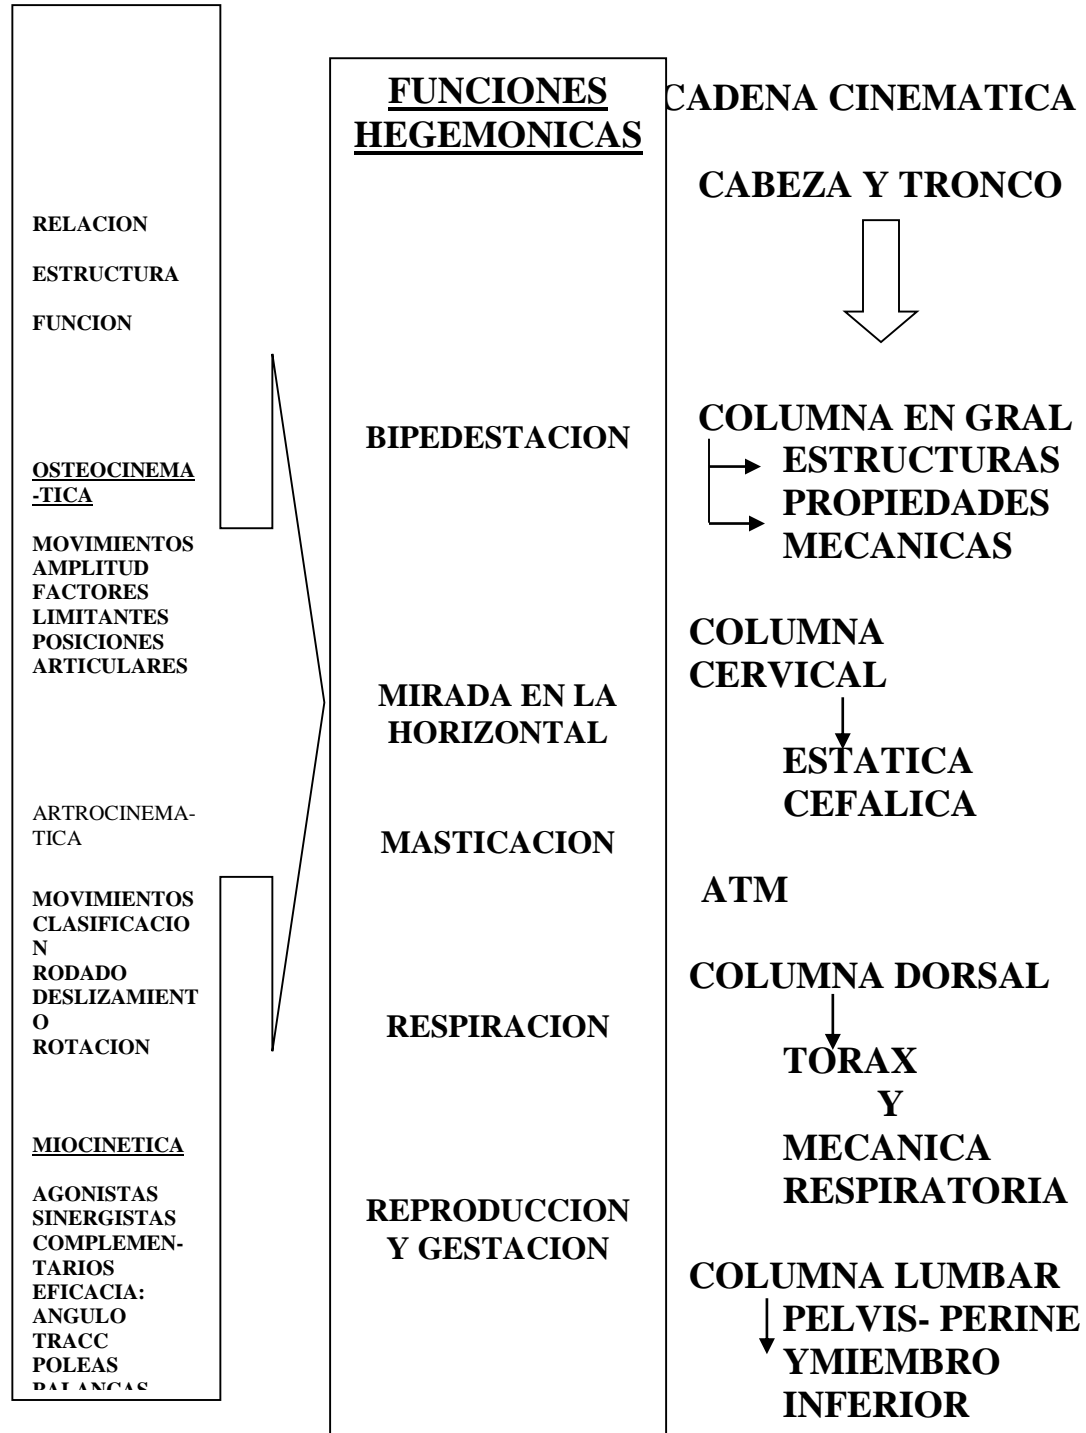 RELACION
ESTRUCTURA
FUNCION
OSTEOCINEMA
-TICA
MOVIMIENTOS
AMPLITUD
FACTORES
LIMITANTES
POSICIONES
ARTICULARES
ARTROCINEMA-
TICA
MOVIMIENTOS
CLASIFICACIO
N
RODADO
DESLIZAMIENT
O
ROTACION
MIOCINETICA
AGONISTAS
SINERGISTAS
COMPLEMEN-
TARIOS
EFICACIA:
ANGULO
TRACC
POLEAS
PALANCAS
FUNCIONES
HEGEMONICAS
BIPEDESTACION
MIRADA EN LA
HORIZONTAL
MASTICACION
RESPIRACION
REPRODUCCION
Y GESTACION
CADENA CINEMATICA
CABEZA Y TRONCO
COLUMNA EN GRAL
ESTRUCTURAS
PROPIEDADES
MECANICAS
COLUMNA
CERVICAL
ESTATICA
CEFALICA
ATM
COLUMNA DORSAL
TORAX
Y
MECANICA
RESPIRATORIA
COLUMNA LUMBAR
PELVIS- PERINE
YMIEMBRO
INFERIOR